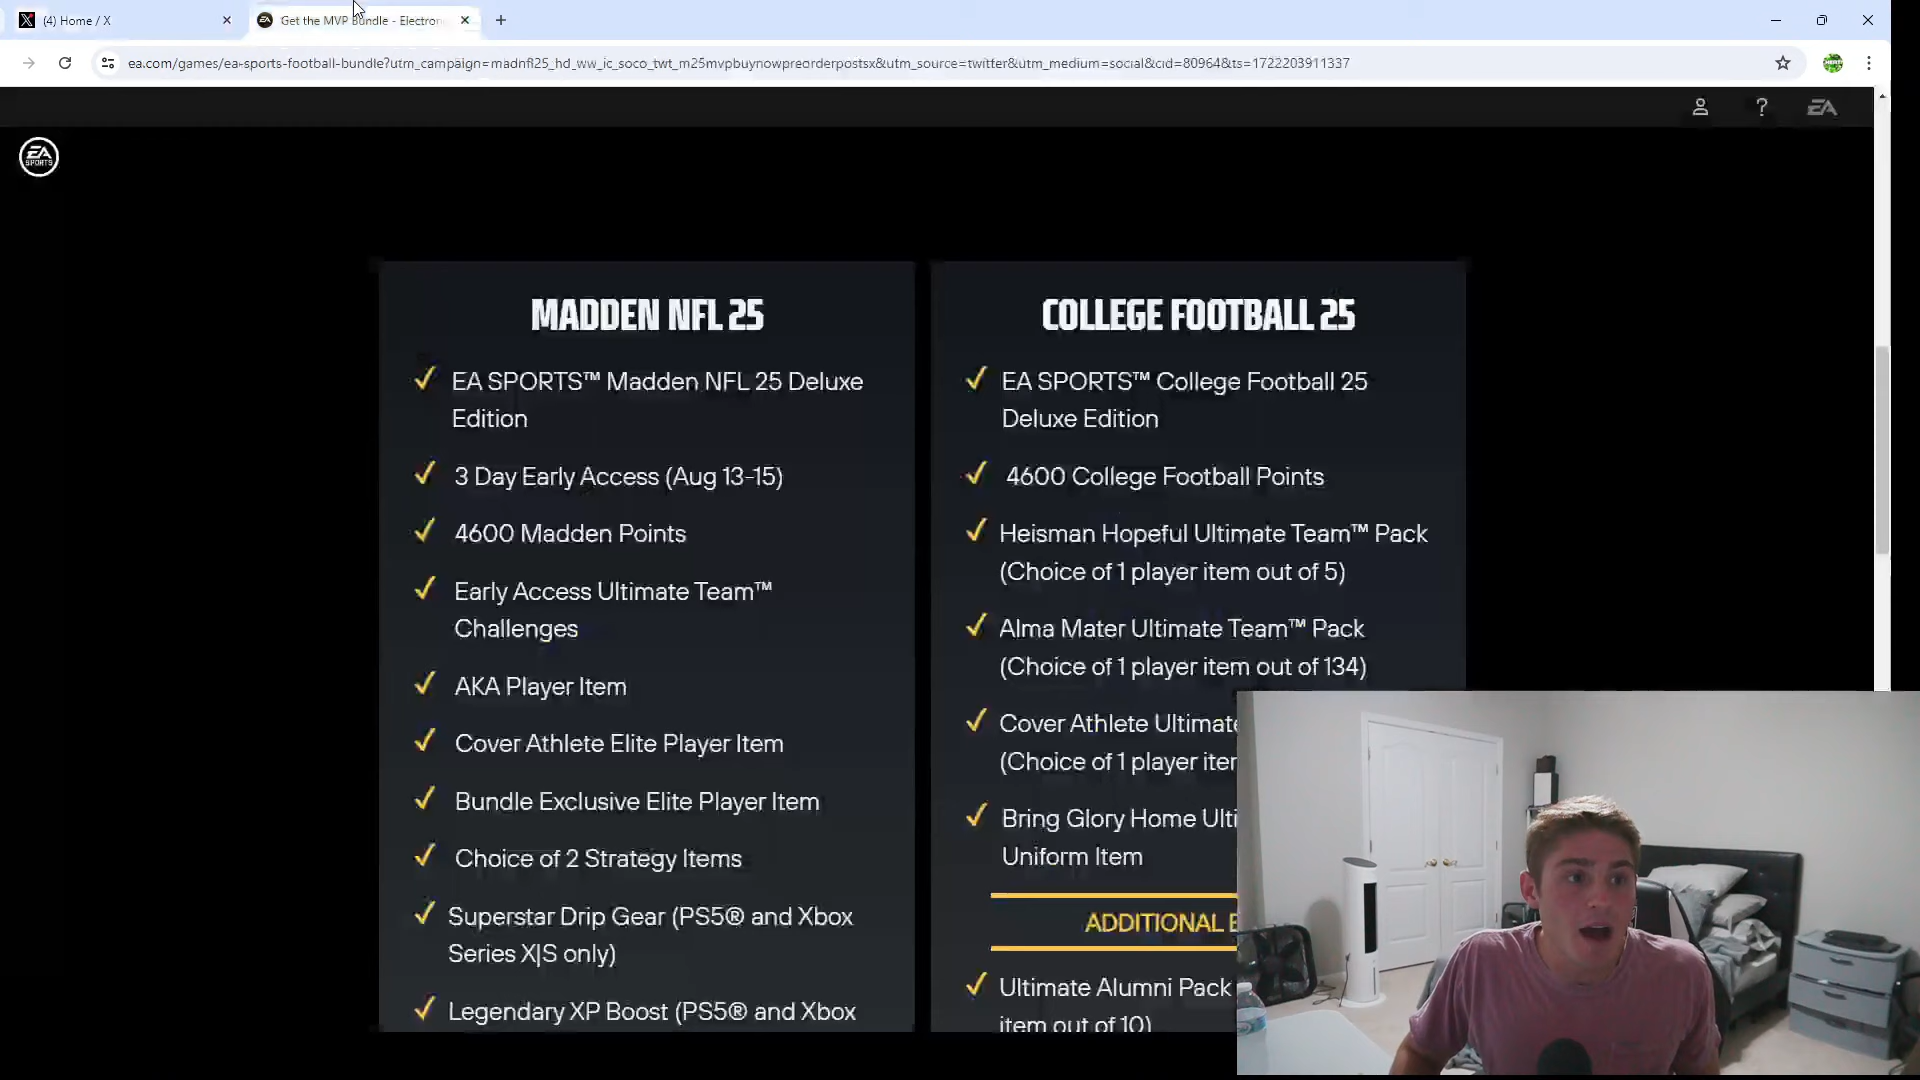 (4) Home / X
Get the MVP Bundle - Electron
ea.com/games/ea-sports-football-bundle?utm_campaign=madnfl25_hd_ww_ic_soco_twt_m25mvpbuynowpreorderpostsx&utm_source=twitter&utm_medium=social&cid=80964&ts=1722203911337
EA
EA SPORTS
MADDEN NFL 25
EA SPORTS™ Madden NFL 25 Deluxe
Edition
3 Day Early Access (Aug 13-15)
4600 Madden Points
Early Access Ultimate Team™
Challenges
AKA Player Item
Cover Athlete Elite Player Item
Bundle Exclusive Elite Player Item
Choice of 2 Strategy Items
Superstar Drip Gear (PS5® and Xbox
Series X|S only)
Legendary XP Boost (PS5® and Xbox
COLLEGE FOOTBALL 25
EA SPORTS™ College Football 25
Deluxe Edition
4600 College Football Points
Heisman Hopeful Ultimate Team™ Pack
(Choice of 1 player item out of 5)
Alma Mater Ultimate Team™ Pack
(Choice of 1 player item out of 134)
Cover Athlete Ultimate
(Choice of 1 player iter
Bring Glory Home Ulti
Uniform Item
ADDITIONAL
Ultimate Alumni Pack
item out of 10)